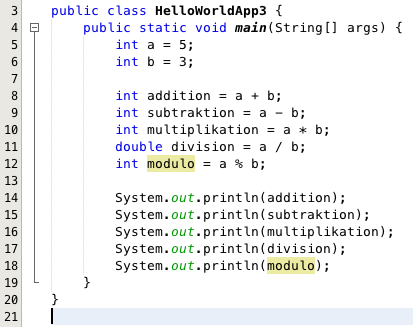 3 public class HelloWorldApp3 {
4 public static void main(String[] args) {
5 int a = 5;
6 int b = 3;
7
8 int addition = a + b;
9 int subtraktion = a - b;
10 int multiplikation = a * b;
11 double division = a / b;
12 int modulo = a % b;
13
14 System.out.println(addition);
15 System.out.println(subtraktion);
16 System.out.println(multiplikation);
17 System.out.println(division);
18 System.out.println(modulo);
19 }
20 }
21